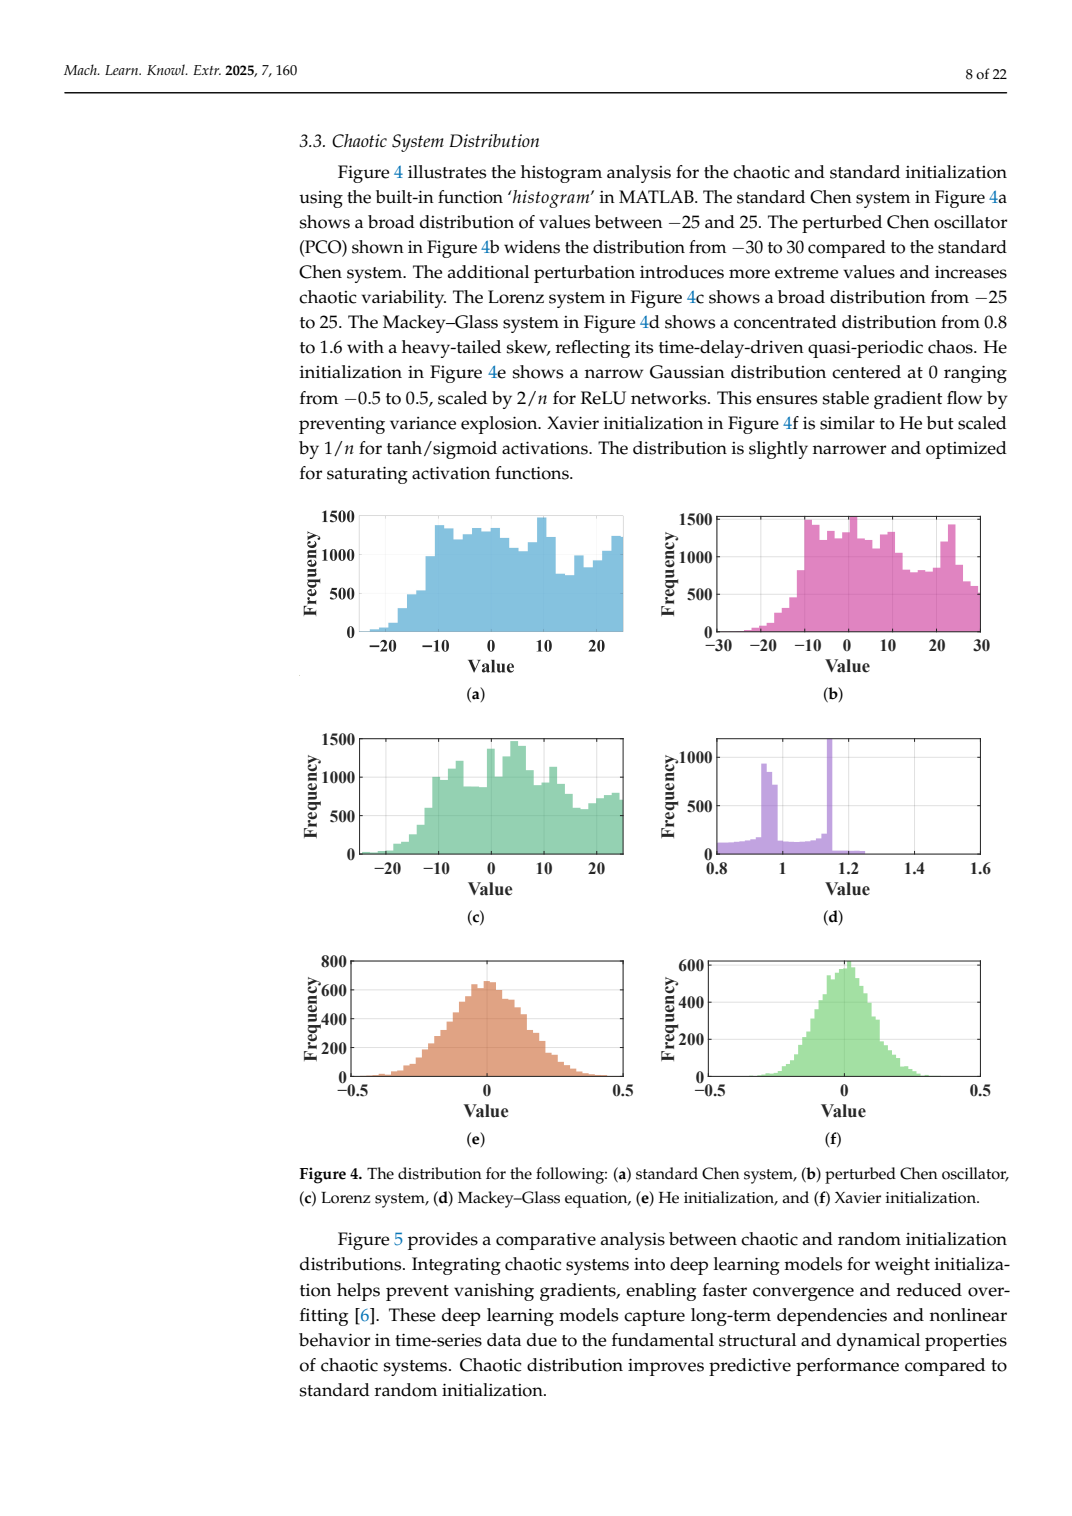 Mach. Learn. Knowl. Extr. 2025, 7, 160
8 of 22
3.3. Chaotic System Distribution
Figure 4 illustrates the histogram analysis for the chaotic and standard initialization
using the built-in function ‘histogram’ in MATLAB. The standard Chen system in Figure 4a
shows a broad distribution of values between −25 and 25. The perturbed Chen oscillator
(PCO) shown in Figure 4b widens the distribution from −30 to 30 compared to the standard
Chen system. The additional perturbation introduces more extreme values and increases
chaotic variability. The Lorenz system in Figure 4c shows a broad distribution from −25
to 25. The Mackey–Glass system in Figure 4d shows a concentrated distribution from 0.8
to 1.6 with a heavy-tailed skew, reflecting its time-delay-driven quasi-periodic chaos. He
initialization in Figure 4e shows a narrow Gaussian distribution centered at 0 ranging
from −0.5 to 0.5, scaled by 2/n for ReLU networks. This ensures stable gradient flow by
preventing variance explosion. Xavier initialization in Figure 4f is similar to He but scaled
by 1/n for tanh/sigmoid activations. The distribution is slightly narrower and optimized
for saturating activation functions.
1500
1000
500
0
Frequency
−20 −10 0 10 20
Value
(a)
1500
1000
500
0
Frequency
−30 −20 −10 0 10 20 30
Value
(b)
1500
1000
500
0
Frequency
−20 −10 0 10 20
Value
(c)
1000
500
0
Frequency
0.8 1 1.2 1.4 1.6
Value
(d)
800
600
400
200
0
Frequency
−0.5 0 0.5
Value
(e)
600
400
200
0
Frequency
−0.5 0 0.5
Value
(f)
Figure 4. The distribution for the following: (a) standard Chen system, (b) perturbed Chen oscillator,
(c) Lorenz system, (d) Mackey–Glass equation, (e) He initialization, and (f) Xavier initialization.
Figure 5 provides a comparative analysis between chaotic and random initialization
distributions. Integrating chaotic systems into deep learning models for weight initializa-
tion helps prevent vanishing gradients, enabling faster convergence and reduced over-
fitting [6]. These deep learning models capture long-term dependencies and nonlinear
behavior in time-series data due to the fundamental structural and dynamical properties
of chaotic systems. Chaotic distribution improves predictive performance compared to
standard random initialization.